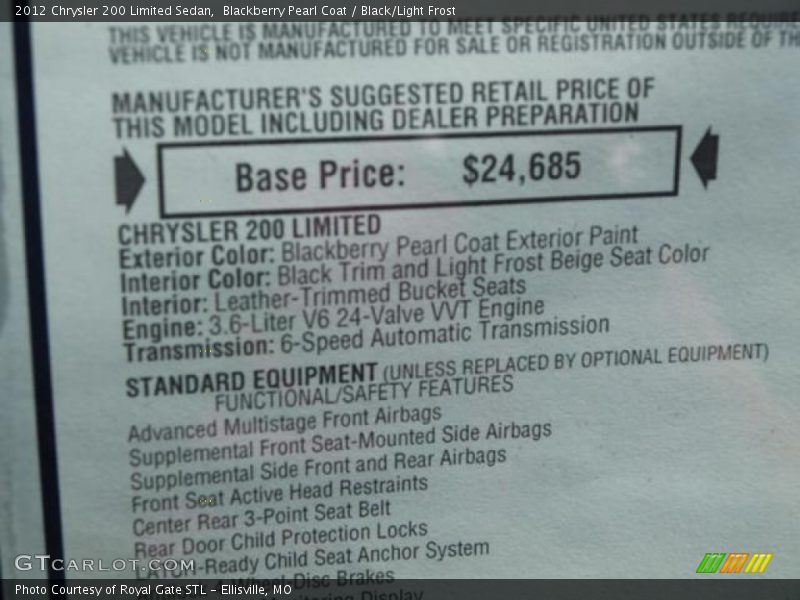 2012 Chrysler 200 Limited Sedan,  Blackberry Pearl Coat / Black/Light Frost
THIS VEHICLE IS MANUFACTURED TO MEET SPECIFIC UNITED STATES
VEHICLE IS NOT MANUFACTURED FOR SALE OR REGISTRATION OUTSIDE OF
MANUFACTURER'S SUGGESTED RETAIL PRICE OF
THIS MODEL INCLUDING DEALER PREPARATION
Base Price: $24,685
CHRYSLER 200 LIMITED
Exterior Color: Blackberry Pearl Coat Exterior Paint
Interior Color: Black Trim and Light Frost Beige Seat Color
Interior: Leather-Trimmed Bucket Seats
Engine: 3.6-Liter V6 24-Valve VVT Engine
Transmission: 6-Speed Automatic Transmission
STANDARD EQUIPMENT (UNLESS REPLACED BY OPTIONAL EQUIPMENT)
FUNCTIONAL/SAFETY FEATURES
Advanced Multistage Front Airbags
Supplemental Front Seat-Mounted Side Airbags
Supplemental Side Front and Rear Airbags
Front Seat Active Head Restraints
Center Rear 3-Point Seat Belt
Rear Door Child Protection Locks
LATCH-Ready Child Seat Anchor System
Wheel-Disc Brakes
Display
GTCARLOT.COM
Photo Courtesy of Royal Gate STL – Ellisville, MO